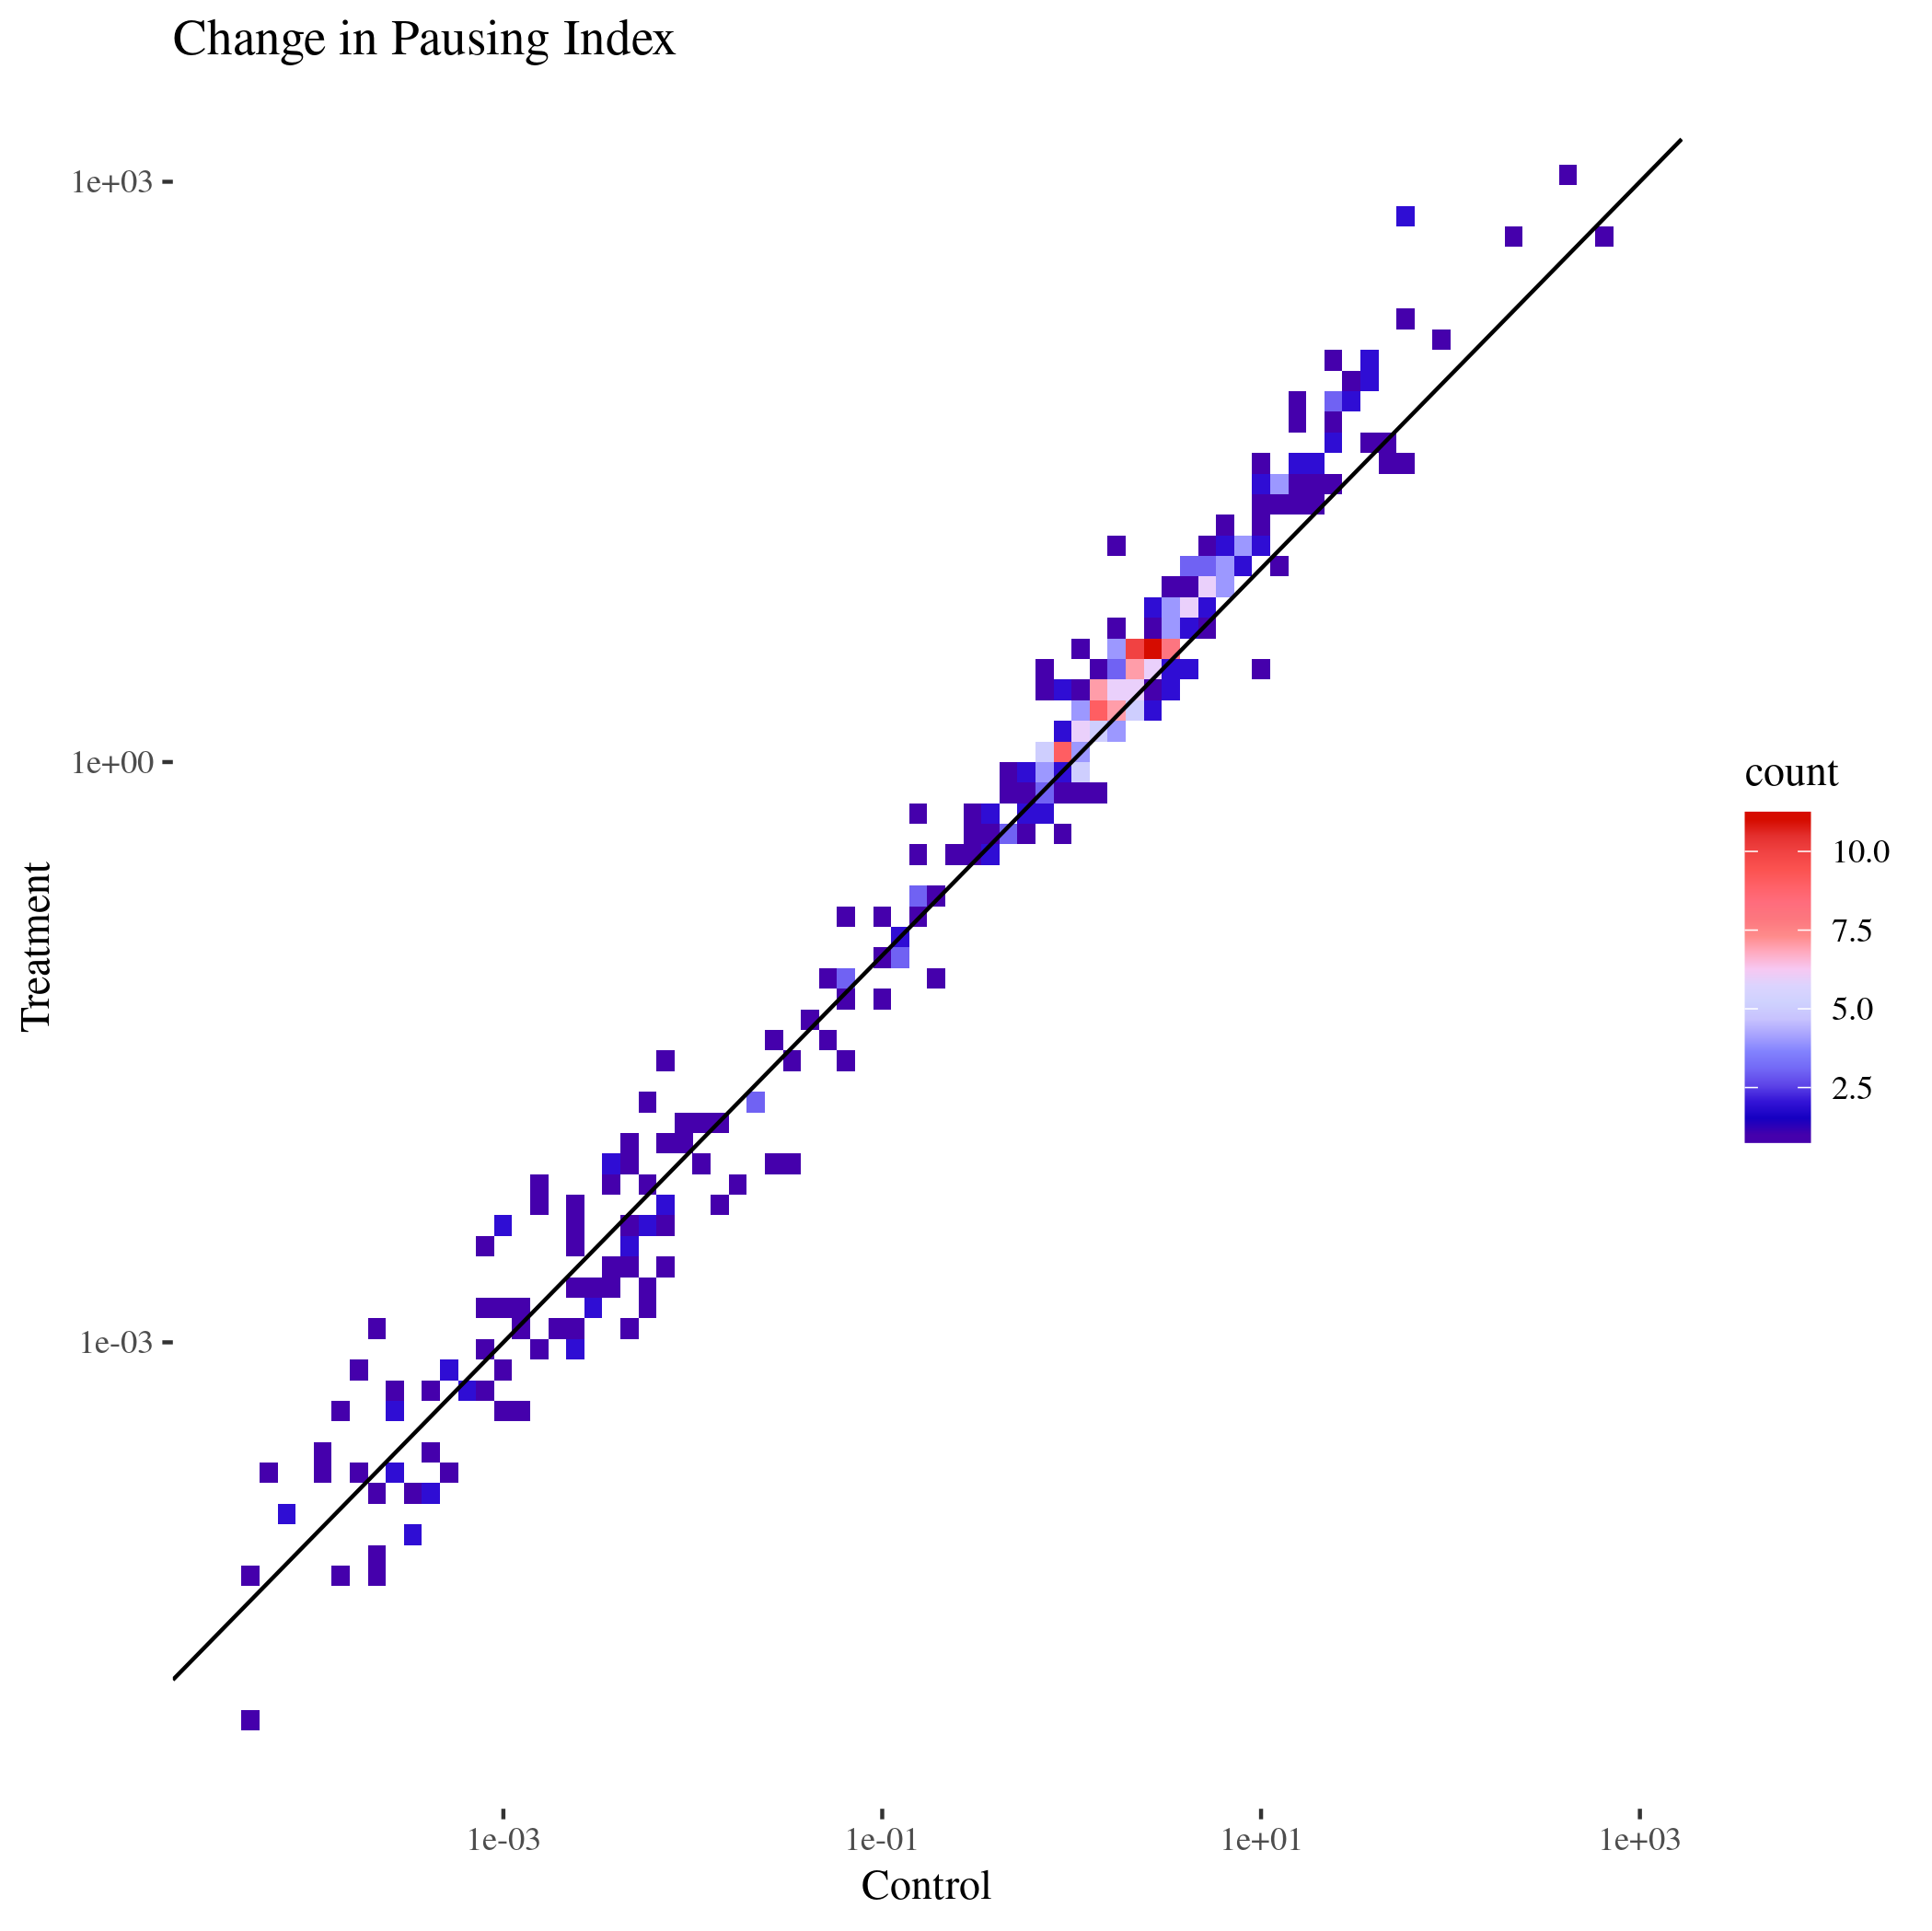 Change in Pausing Index
1e+03
1e+00
1e-03
Treatment
1e-03
1e-01
1e+01
1e+03
Control
count
10.0
7.5
5.0
2.5